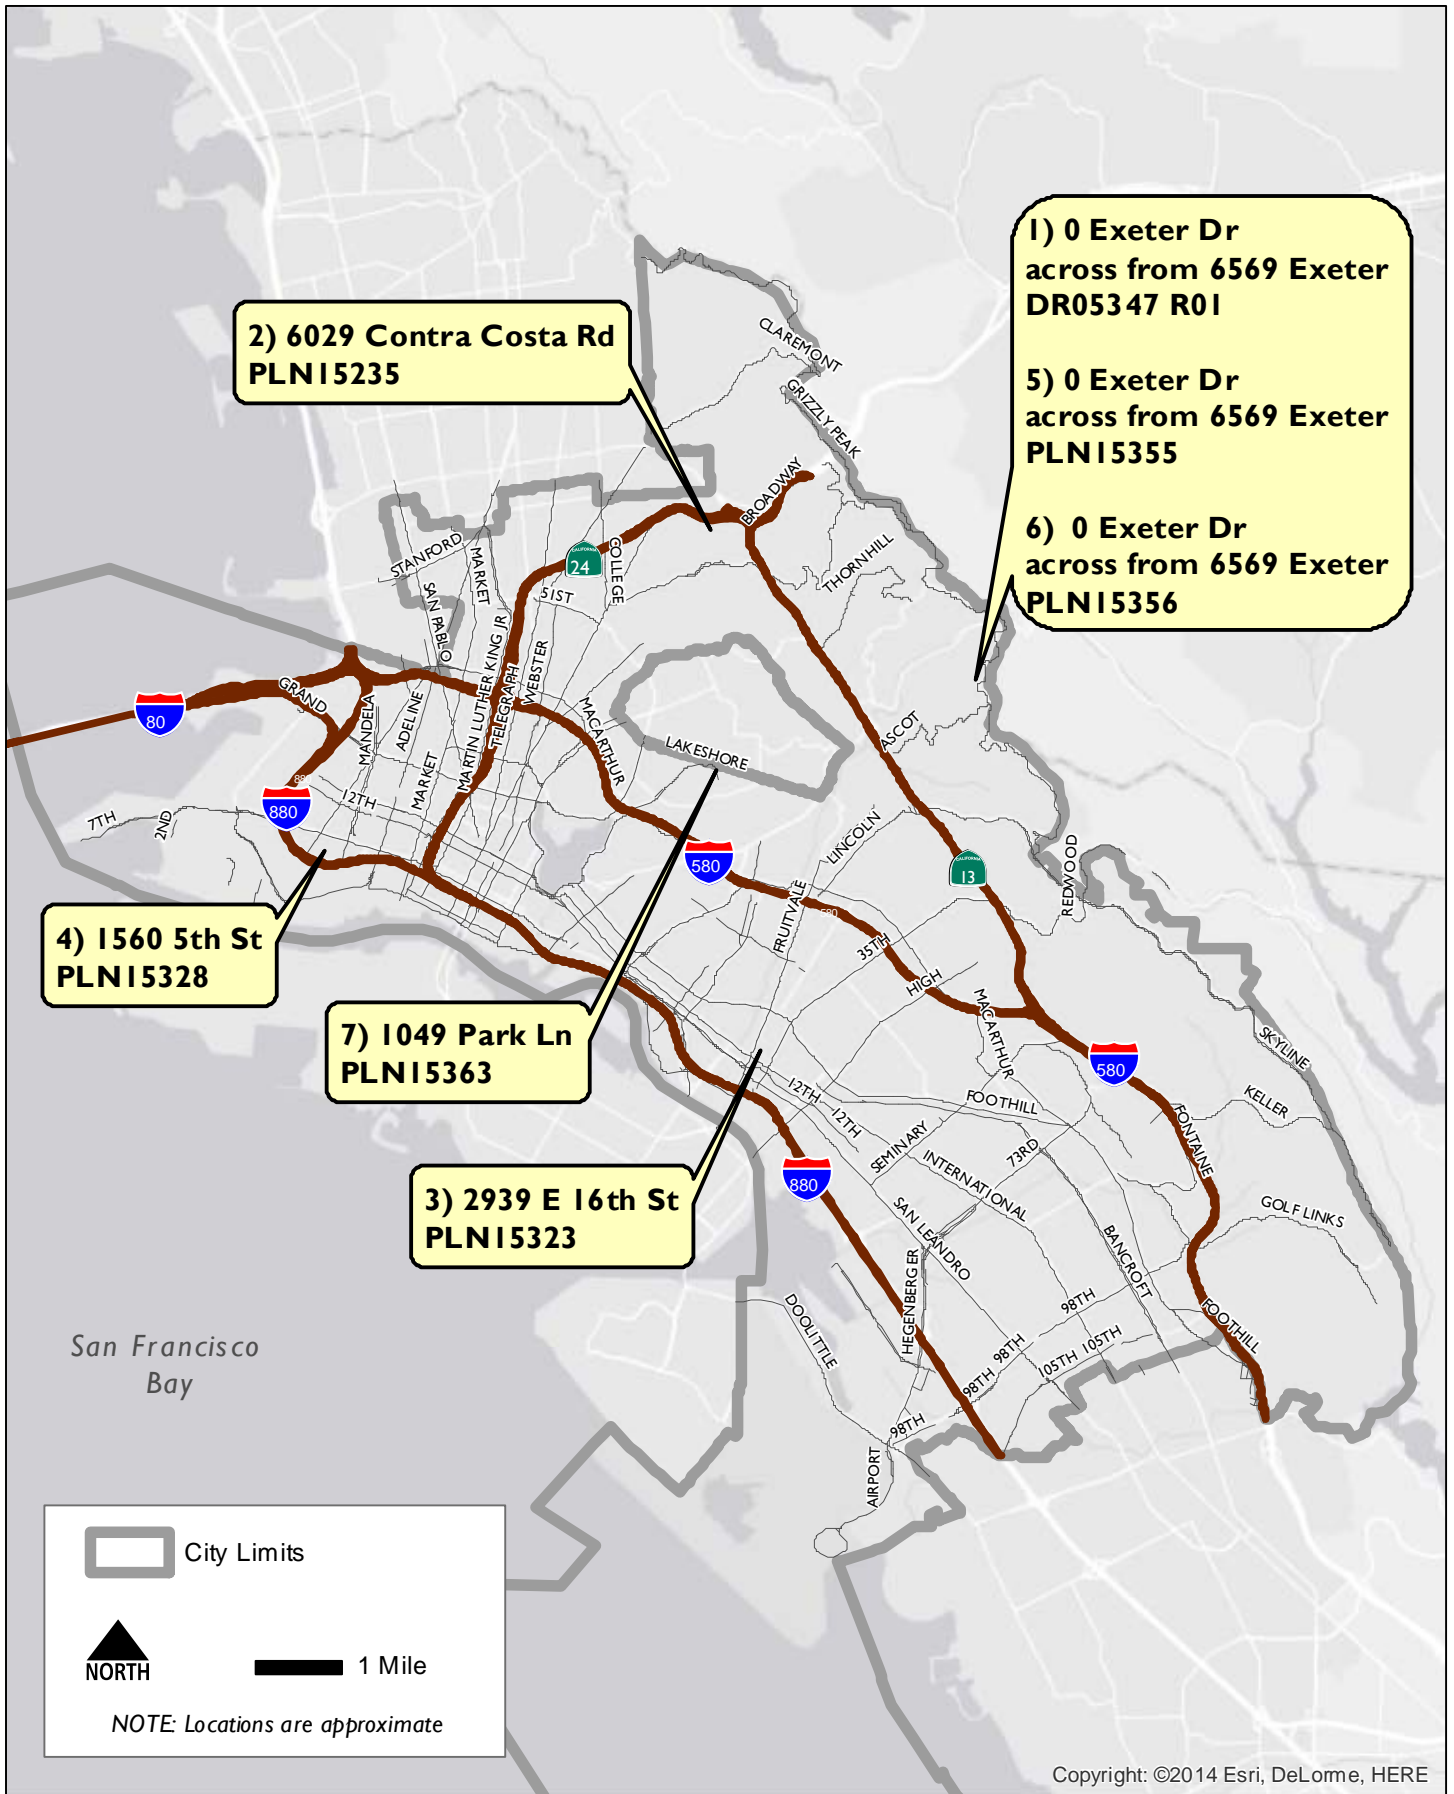 1) 0 Exeter Dr
across from 6569 Exeter
DR05347 R01
5) 0 Exeter Dr
across from 6569 Exeter
PLN15355
6)  0 Exeter Dr
across from 6569 Exeter
PLN15356
2) 6029 Contra Costa Rd
PLN15235
CLAREMONT
GRIZZLY PEAK
BROADWAY
THORNHILL
STANFORD
MARKET
SAN PABLO
CALIFORNIA
24
COLLEGE
51ST
MARTIN LUTHER KING JR
TELEGRAPH
WEBSTER
MACARTHUR
LAKESHORE
ASCOT
80
GRAND
MANDELA
ADELINE
MARKET
880
880
12TH
7TH
2ND
580
LINCOLN
FRUITVALE
580
CALIFORNIA
13
REDWOOD
35TH
HIGH
MACARTHUR
4) 1560 5th St
PLN15328
7) 1049 Park Ln
PLN15363
3) 2939 E 16th St
PLN15323
580
SKYLINE
KELLER
FONTAINE
GOLF LINKS
12TH
12TH
FOOTHILL
SEMINARY
73RD
INTERNATIONAL
880
SAN LEANDRO
BANCROFT
HEGENBERGER
DOOLITTLE
98TH
98TH
98TH
98TH
105TH
105TH
FOOTHILL
AIRPORT
San Francisco
Bay
City Limits
NORTH
1 Mile
NOTE: Locations are approximate
Copyright: ©2014 Esri, DeLorme, HERE